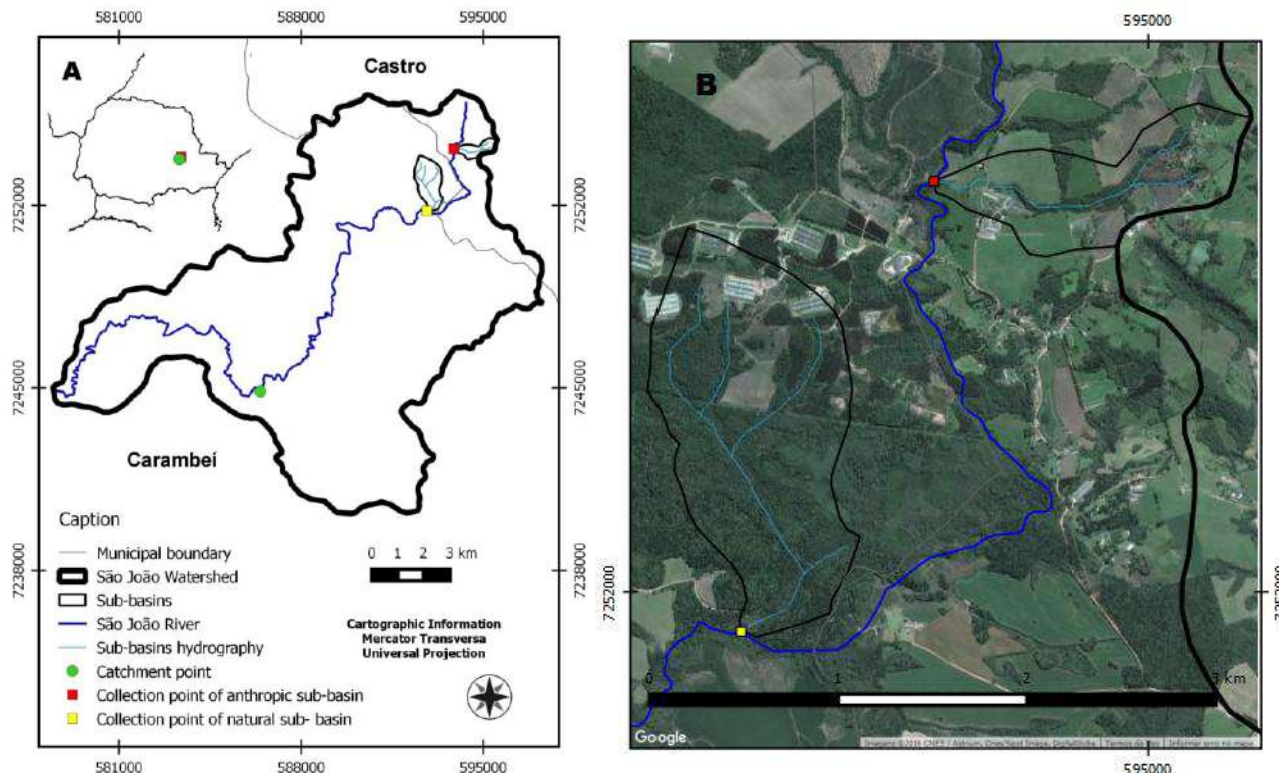 581000
588000
595000
A
Castro
7252000
7252000
7245000
7245000
Carambeí
Caption
Municipal boundary
São João Watershed
Sub-basins
São João River
Sub-basins hydrography
Catchment point
Collection point of anthropic sub-basin
Collection point of natural sub- basin
0 1 2 3 km
7238000
7238000
Cartographic Information
Mercator Transversa
Universal Projection
581000
588000
595000
595000
B
7252000
7252000
0 1 2 3 km
Google
595000